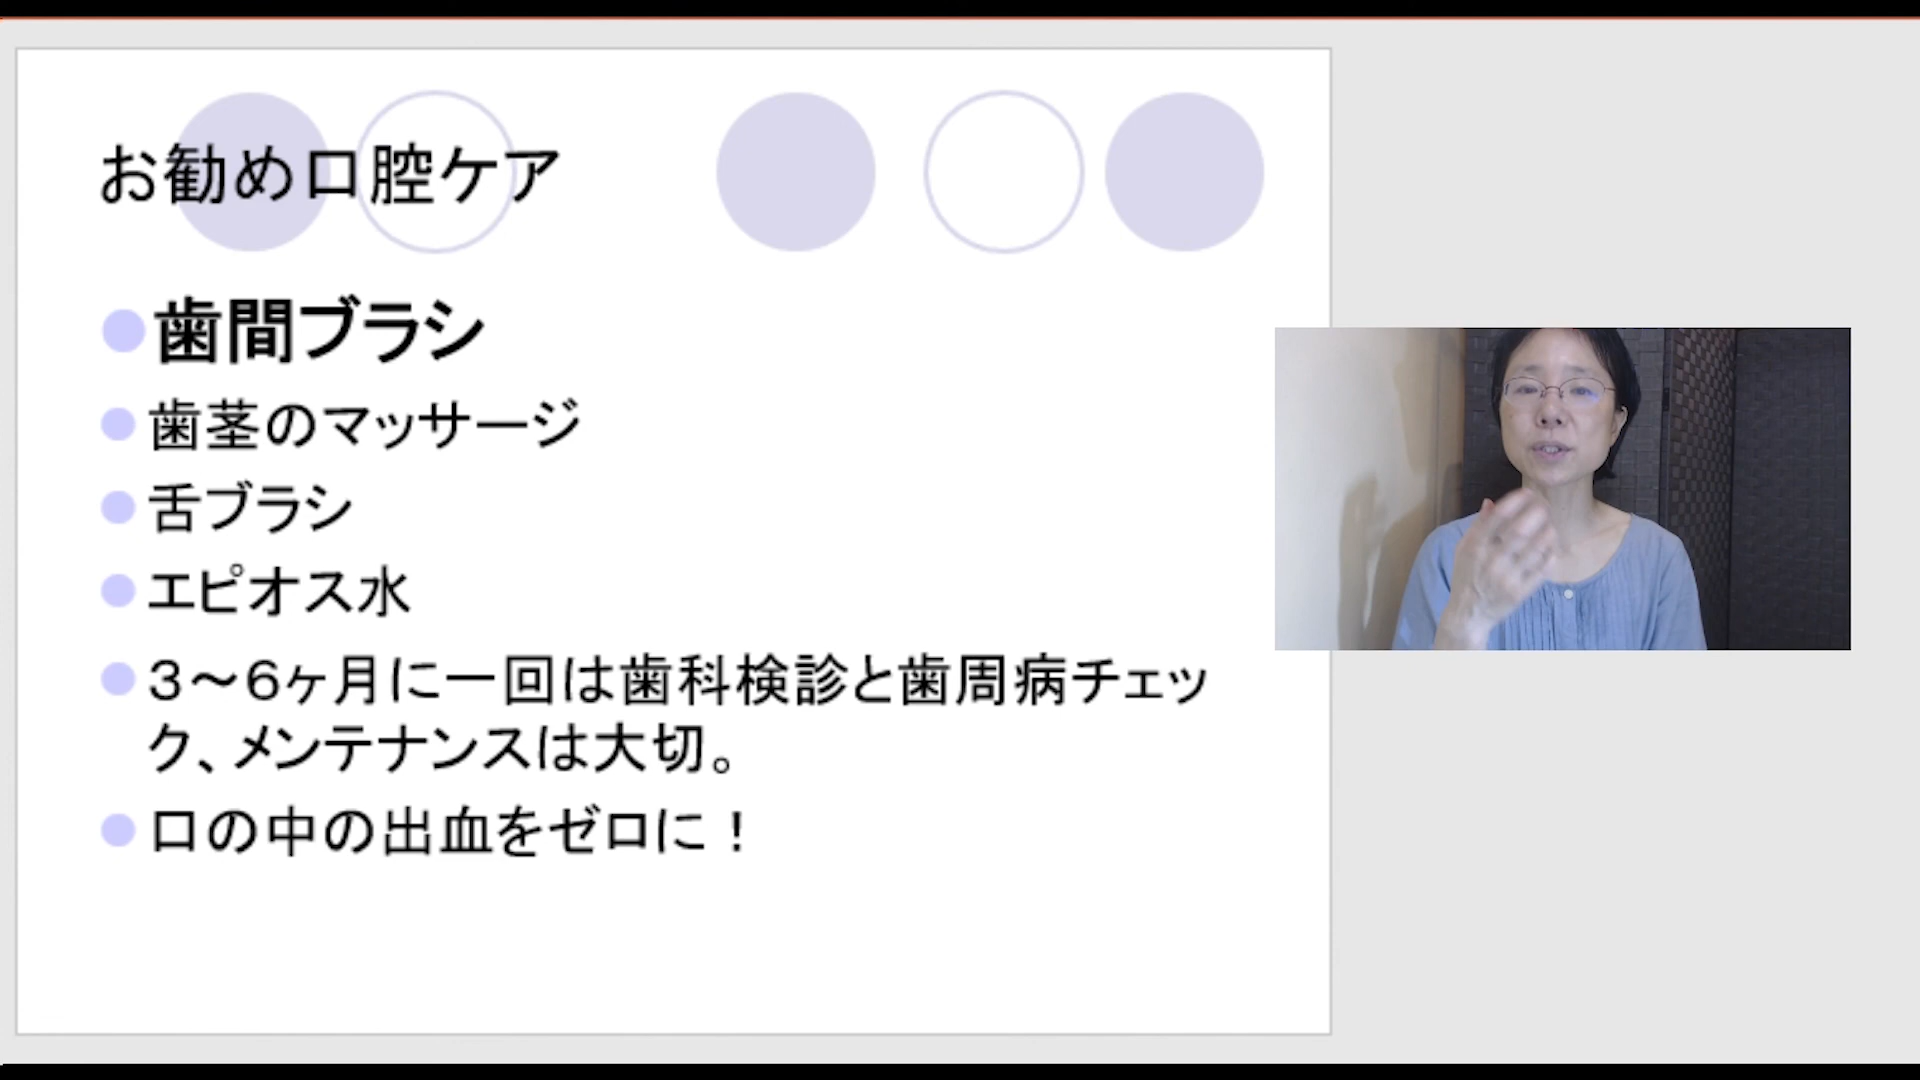 お勧め口腔ケア
歯間ブラシ
歯茎のマッサージ
舌ブラシ
エピオス水
３～６ヶ月に一回は歯科検診と歯周病チェッ
ク、メンテナンスは大切。
口の中の出血をゼロに！